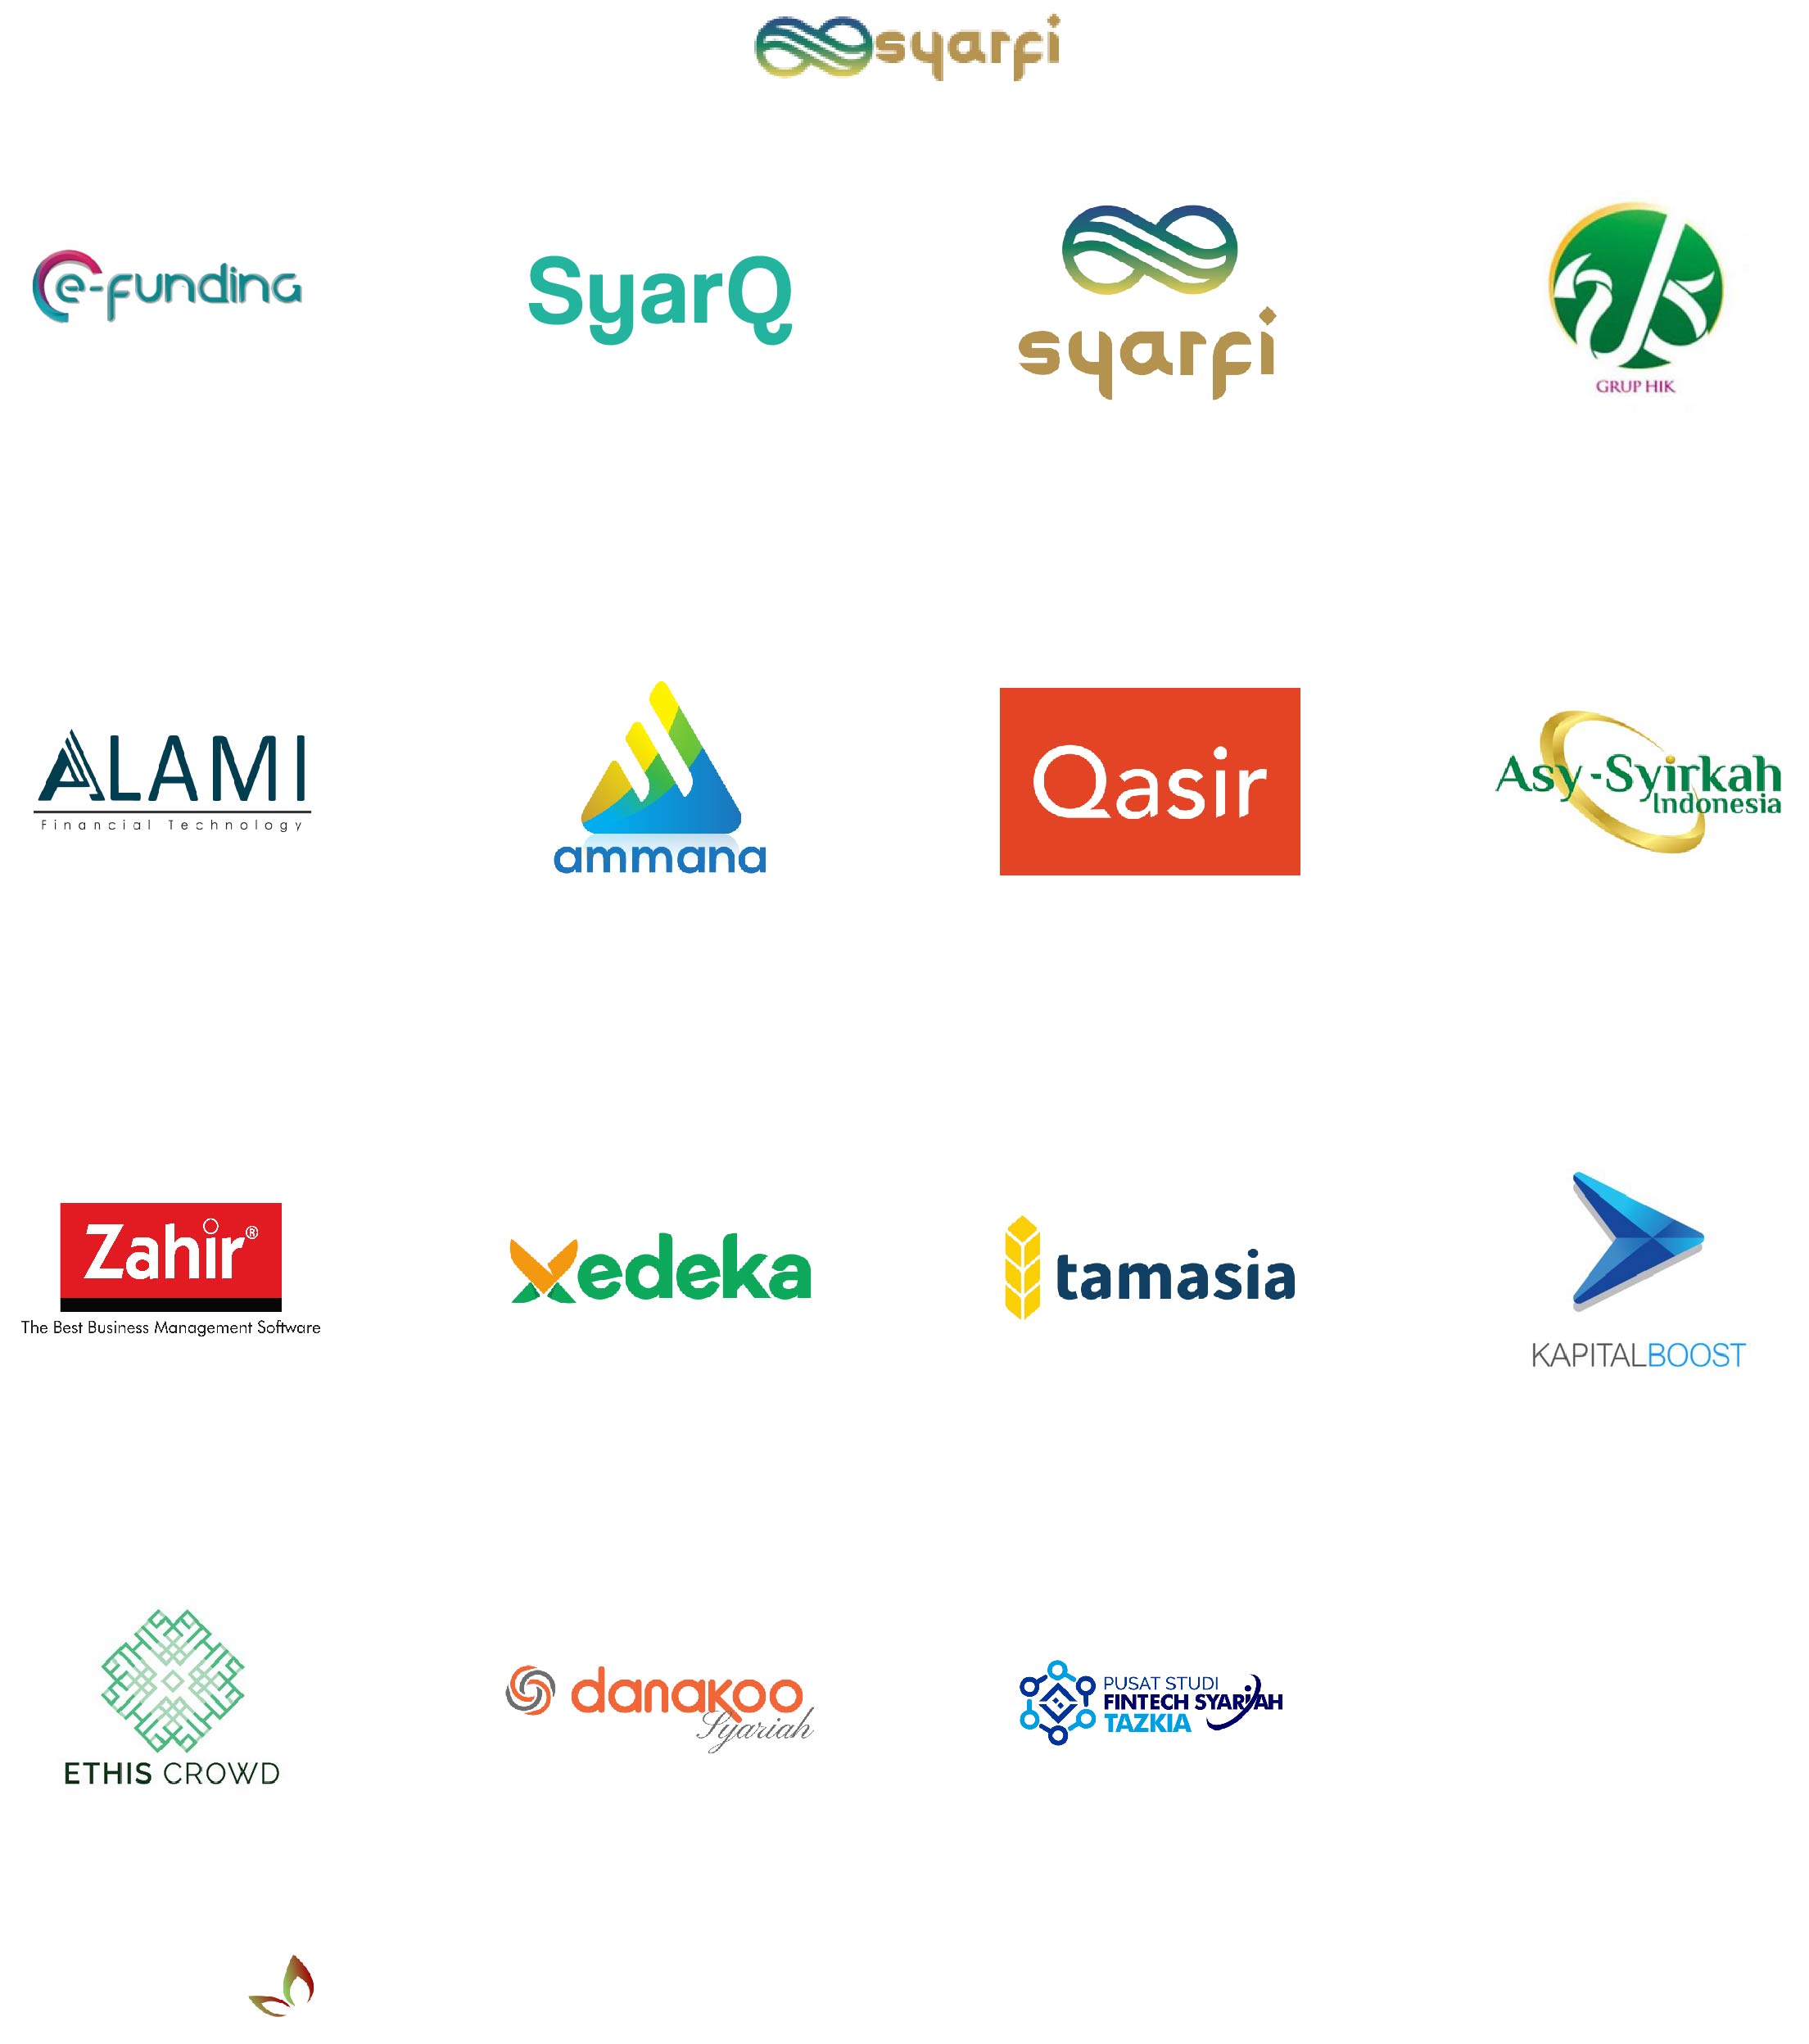 syarfi
e-funding
SyarQ
syarfi
GRUP HIK
ALAMI
Financial Technology
ammana
Qasir
Asy-Syirkah
Indonesia
Zahir®
The Best Business Management Software
Xedeka
tamasia
KAPITALBOOST
ETHIS CROWD
danakoo
Syariah
PUSAT STUDI
FINTECH SYARIAH
TAZKIA